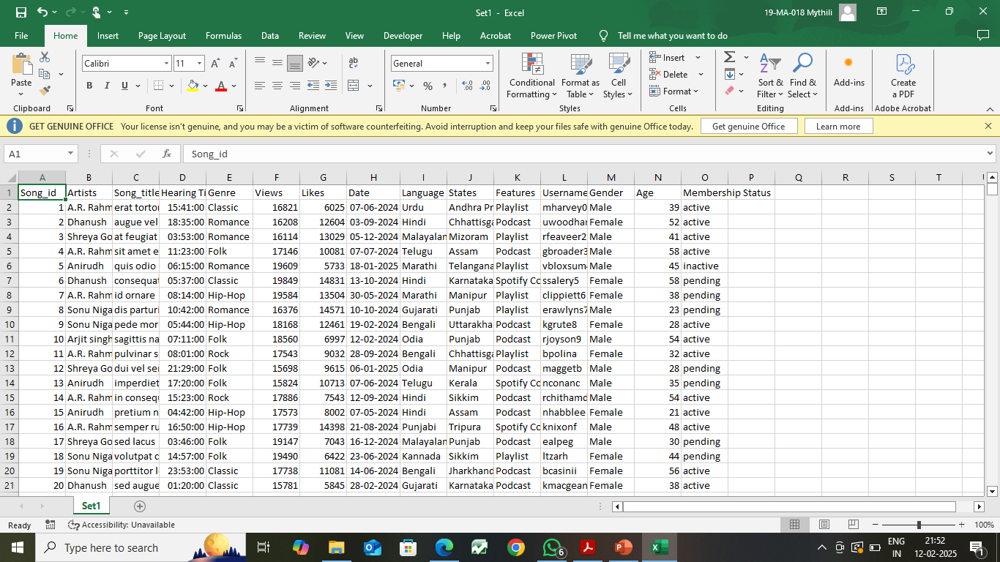 Set1 - Excel
19-MA-018 Mythili
File Home Insert Page Layout Formulas Data Review View Developer Help Acrobat Power Pivot Tell me what you want to do
Calibri 11 General
Insert
Delete
Format
Paste
Conditional Formatting
Format as Table
Cell Styles
Sort & Filter
Find & Select
Add-ins
Create a PDF
Clipboard Font Alignment Number Styles Cells Editing Add-ins Adobe Acrobat
GET GENUINE OFFICE Your license isn't genuine, and you may be a victim of software counterfeiting. Avoid interruption and keep your files safe with genuine Office today. Get genuine Office Learn more
A1 fx Song_id
A B C D E F G H I J K L M N O P Q R S T
1 Song_id Artists Song_title Hearing Ti Genre Views Likes Date Language States Features Username Gender Age Membership Status
2 1 A.R. Rahm erat tortor 15:41:00 Classic 16821 6025 07-06-2024 Urdu Andhra Pr Playlist mharvey0 Male 39 active
3 2 Dhanush augue vel 18:35:00 Romance 16208 12604 03-09-2024 Hindi Chhattisga Podcast uwoodhar Female 52 active
4 3 Shreya Go at feugiat 03:53:00 Romance 16114 13029 05-12-2024 Malayalan Mizoram Playlist rfeaveer2 Male 41 active
5 4 A.R. Rahm sit amet e 11:23:00 Folk 17146 10081 07-07-2024 Telugu Assam Podcast gbroader3 Male 58 active
6 5 Anirudh quis odio 06:15:00 Romance 19609 5733 18-01-2025 Marathi Telangana Playlist vbloxsum4 Male 45 inactive
7 6 Dhanush consequat 05:37:00 Classic 19849 14831 13-10-2024 Hindi Karnataka Spotify Co ssalery5 Female 58 pending
8 7 A.R. Rahm id ornare 08:14:00 Hip-Hop 19584 13504 30-05-2024 Marathi Manipur Playlist clippiett6 Female 38 pending
9 8 Sonu Niga dis parturi 10:42:00 Romance 16376 14571 10-10-2024 Gujarati Punjab Playlist erawlyns7 Male 23 pending
10 9 Sonu Niga pede mor 05:44:00 Hip-Hop 18168 12461 19-02-2024 Bengali Uttarakha Podcast kgrute8 Female 28 active
11 10 Arjit singh sagittis na 07:11:00 Folk 18560 6997 12-02-2024 Odia Punjab Podcast rjoyson9 Male 54 active
12 11 A.R. Rahm pulvinar s 08:01:00 Rock 17543 9032 28-09-2024 Bengali Chhattisga Podcast bpolina Female 32 active
13 12 Shreya Go dui vel ser 21:29:00 Folk 15698 9615 06-01-2025 Odia Manipur Podcast maggetb Male 28 pending
14 13 Anirudh imperdiet 17:20:00 Folk 15824 10713 07-06-2024 Telugu Kerala Spotify Co nconanc Male 35 pending
15 14 A.R. Rahm in consequ 15:23:00 Rock 17886 7543 12-09-2024 Hindi Sikkim Podcast rchithamd Male 54 active
16 15 Anirudh pretium n 04:42:00 Hip-Hop 17573 8002 07-05-2024 Hindi Assam Podcast nhabblee Female 21 active
17 16 A.R. Rahm semper ru 16:50:00 Hip-Hop 17739 14398 21-08-2024 Punjabi Tripura Spotify Co knixonf Male 48 active
18 17 Shreya Go sed lacus 03:46:00 Folk 19147 7043 16-12-2024 Malayalan Punjab Podcast ealpeg Male 30 pending
19 18 Sonu Niga volutpat c 14:57:00 Folk 19490 6422 23-06-2024 Kannada Sikkim Playlist ltzarh Female 44 pending
20 19 Sonu Niga porttitor l 23:53:00 Classic 17738 11081 14-06-2024 Bengali Jharkhand Podcast bcasinii Female 56 active
21 20 Dhanush sed augue 01:20:00 Classic 15781 5845 28-02-2024 Gujarati Karnataka Podcast kmacgean Female 38 active
Set1
Ready Accessibility: Unavailable 100%
Type here to search
6
ENG
IN
21:52
12-02-2025
1